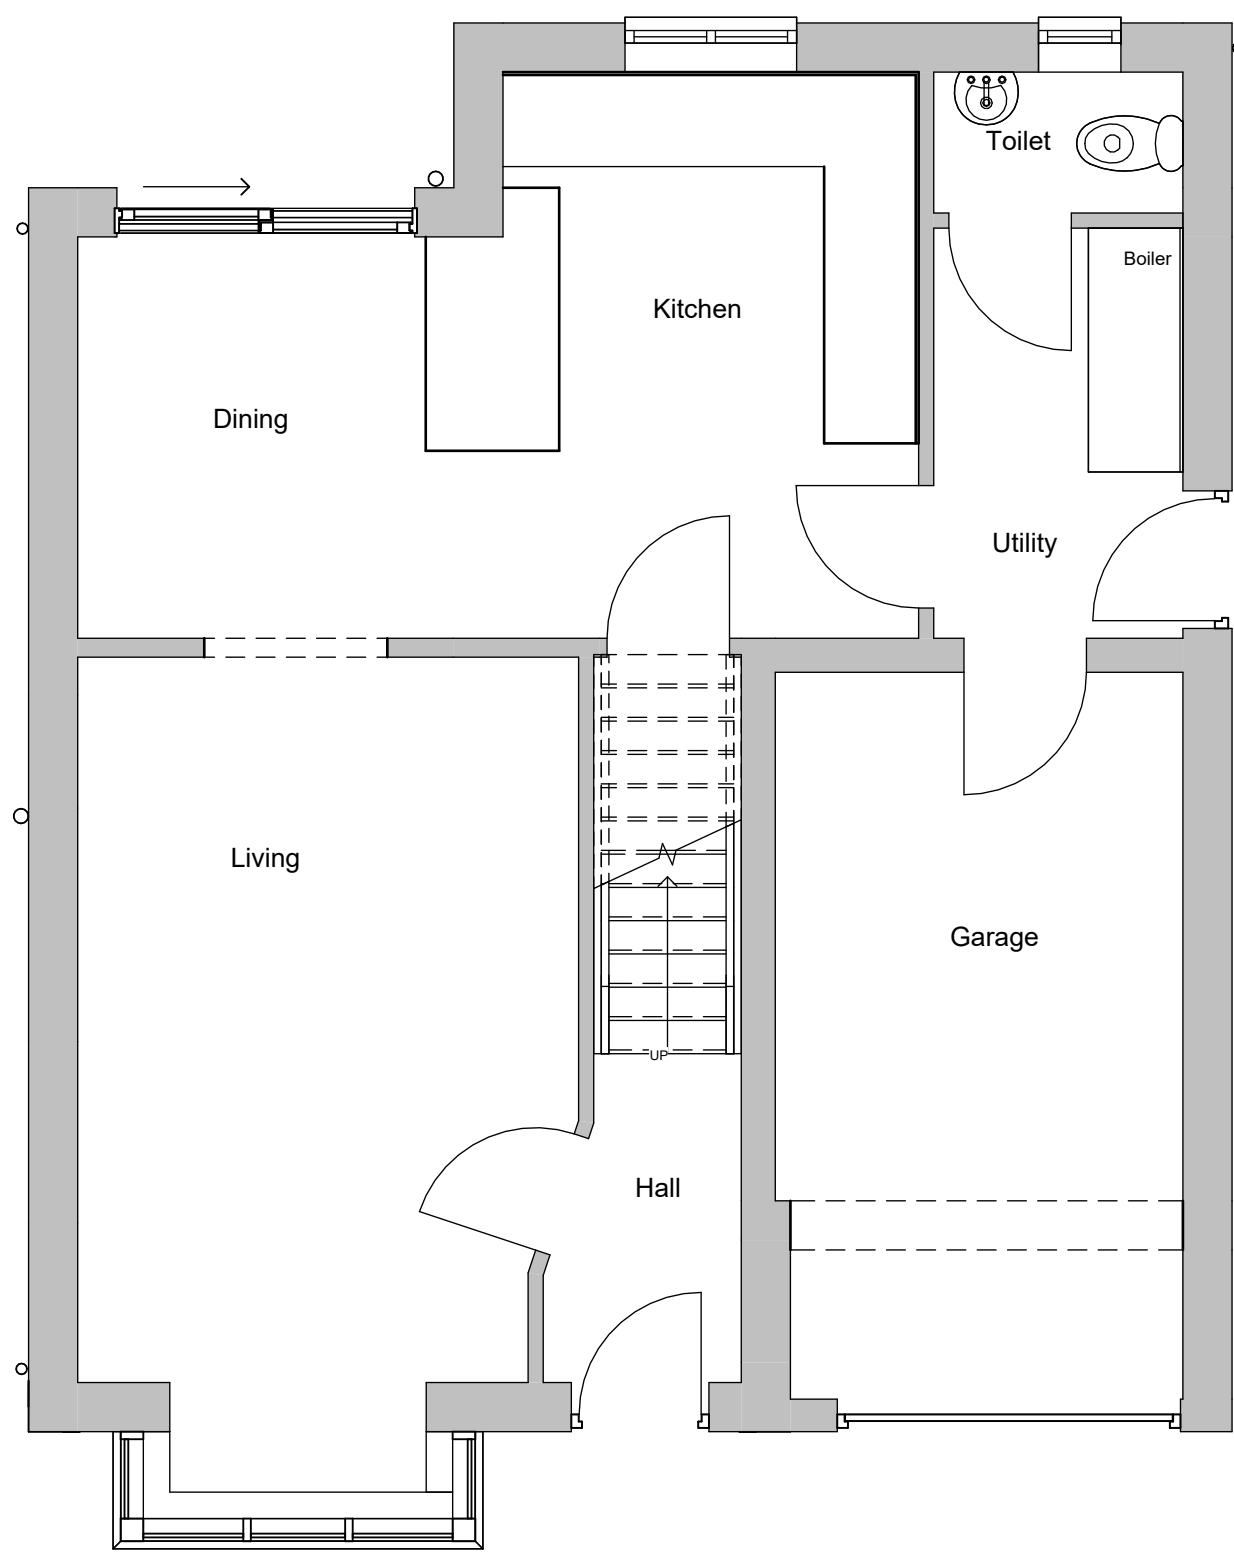 Toilet
Boiler
Kitchen
Dining
Utility
Living
Garage
UP
Hall